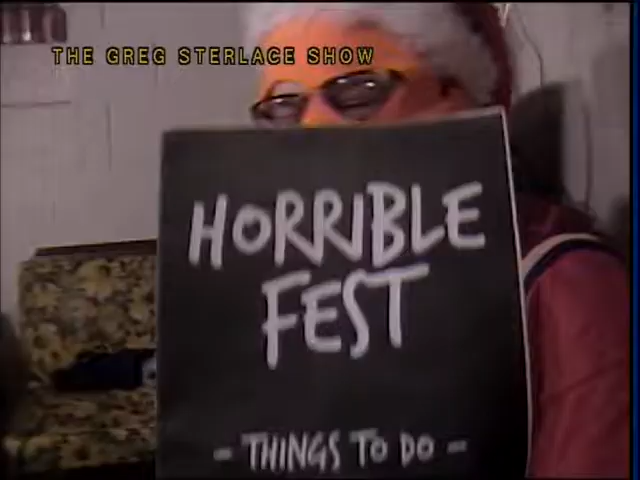 THE GREG STERLACE SHOW
HORRIBLE
FEST
- THINGS TO DO -